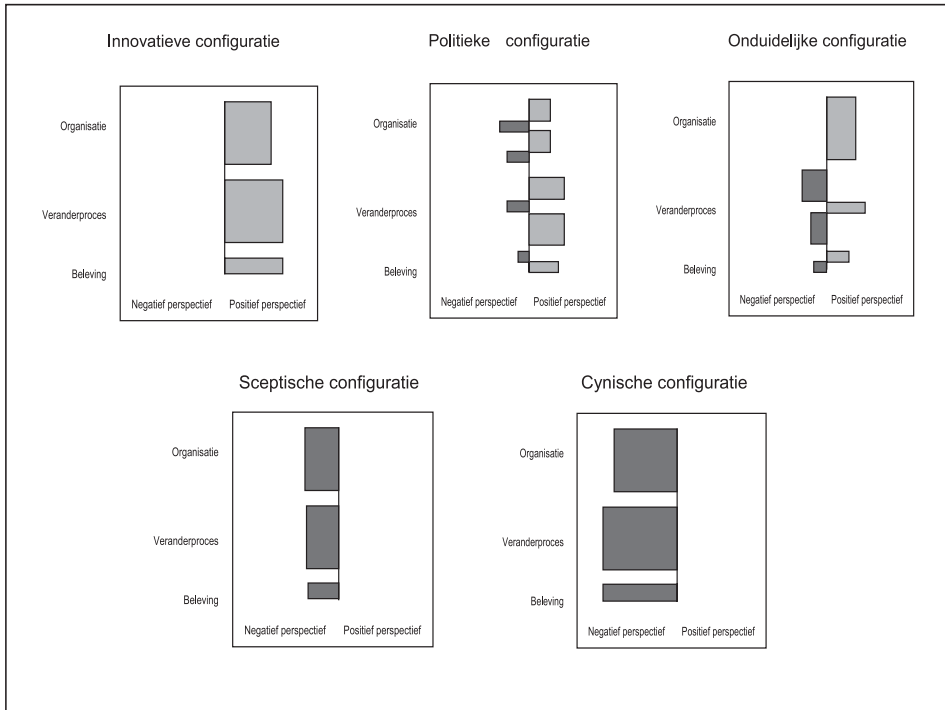 Innovatieve configuratie
Organisatie
Veranderproces
Beleving
Negatief perspectief Positief perspectief
Politieke configuratie
Organisatie
Veranderproces
Beleving
Negatief perspectief Positief perspectief
Onduidelijke configuratie
Organisatie
Veranderproces
Beleving
Negatief perspectief Positief perspectief
Sceptische configuratie
Organisatie
Veranderproces
Beleving
Negatief perspectief Positief perspectief
Cynische configuratie
Organisatie
Veranderproces
Beleving
Negatief perspectief Positief perspectief